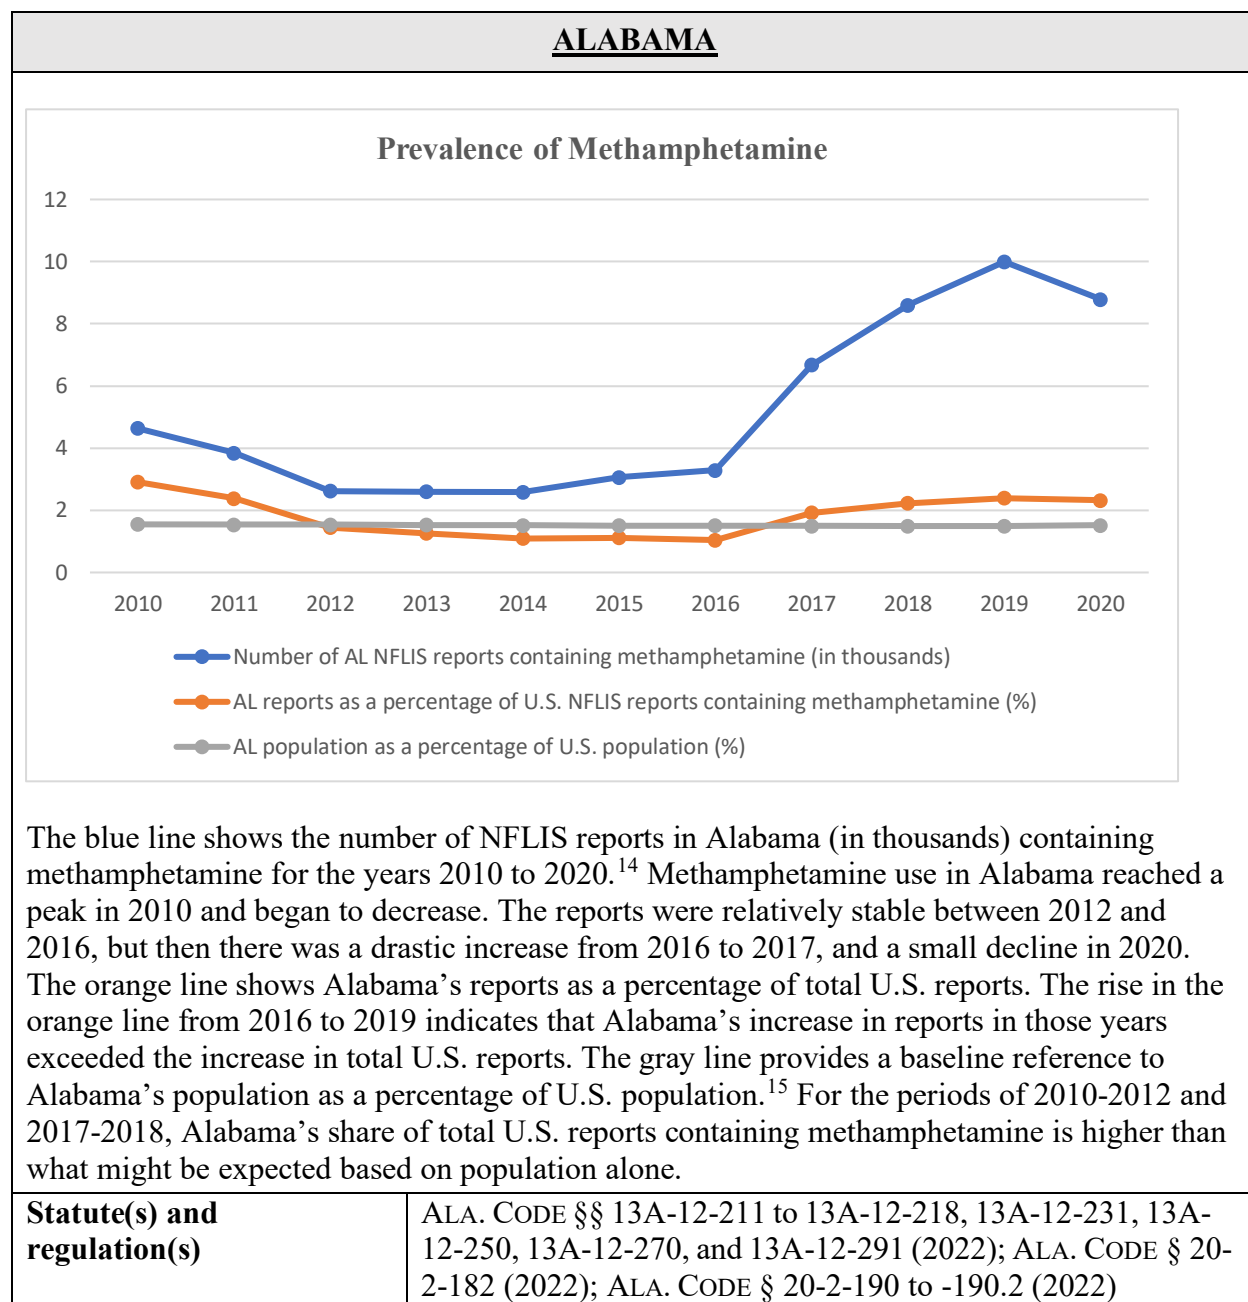 ALABAMA
Prevalence of Methamphetamine
12
10
8
6
4
2
0
2010 2011 2012 2013 2014 2015 2016 2017 2018 2019 2020
Number of AL NFLIS reports containing methamphetamine (in thousands)
AL reports as a percentage of U.S. NFLIS reports containing methamphetamine (%)
AL population as a percentage of U.S. population (%)
The blue line shows the number of NFLIS reports in Alabama (in thousands) containing
methamphetamine for the years 2010 to 2020.14 Methamphetamine use in Alabama reached a
peak in 2010 and began to decrease. The reports were relatively stable between 2012 and
2016, but then there was a drastic increase from 2016 to 2017, and a small decline in 2020.
The orange line shows Alabama’s reports as a percentage of total U.S. reports. The rise in the
orange line from 2016 to 2019 indicates that Alabama’s increase in reports in those years
exceeded the increase in total U.S. reports. The gray line provides a baseline reference to
Alabama’s population as a percentage of U.S. population.15 For the periods of 2010-2012 and
2017-2018, Alabama’s share of total U.S. reports containing methamphetamine is higher than
what might be expected based on population alone.
Statute(s) and
regulation(s)
ALA. CODE §§ 13A-12-211 to 13A-12-218, 13A-12-231, 13A-
12-250, 13A-12-270, and 13A-12-291 (2022); ALA. CODE § 20-
2-182 (2022); ALA. CODE § 20-2-190 to -190.2 (2022)